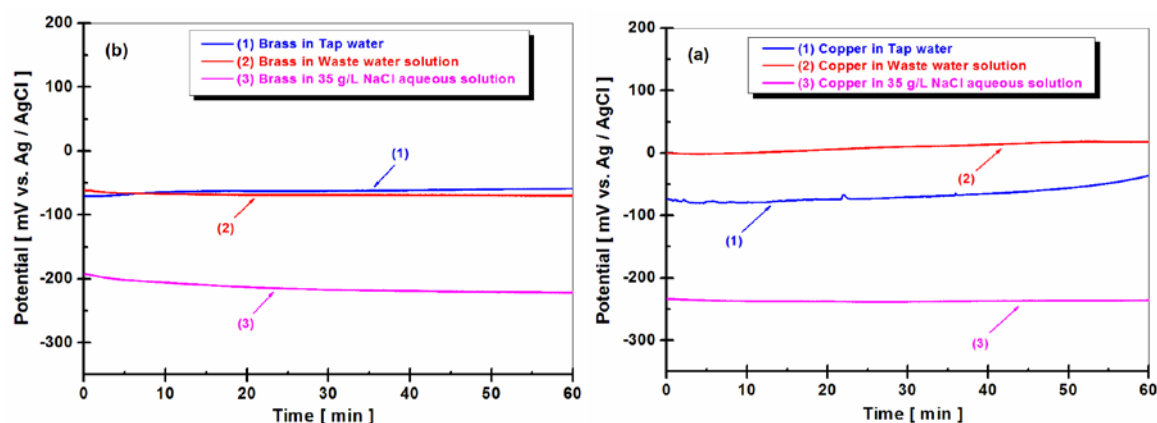 (b)
(1) Brass in Tap water
(2) Brass in Waste water solution
(3) Brass in 35 g/L NaCl aqueous solution
Potential [ mV vs. Ag / AgCl ]
200
100
0
-100
-200
-300
(1)
(2)
(3)
0 10 20 30 40 50 60
Time [ min ]
(a)
(1) Copper in Tap water
(2) Copper in Waste water solution
(3) Copper in 35 g/L NaCl aqueous solution
Potential [ mV vs. Ag / AgCl ]
200
100
0
-100
-200
-300
(2)
(1)
(3)
0 10 20 30 40 50 60
Time [ min ]